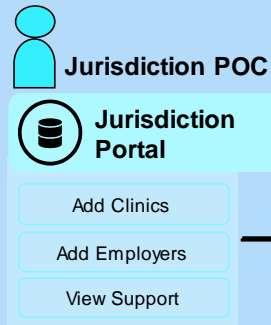 Jurisdiction POC
Jurisdiction
Portal
Add Clinics
Add Employers
View Support